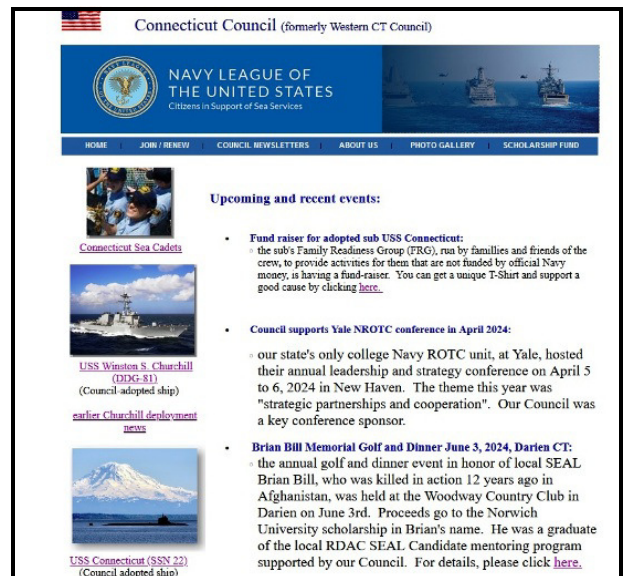 Connecticut Council (formerly Western CT Council)
NAVY LEAGUE OF
THE UNITED STATES
Citizens in Support of Sea Services
HOME | JOIN / RENEW | COUNCIL NEWSLETTERS | ABOUT US | PHOTO GALLERY | SCHOLARSHIP FUND
Connecticut Sea Cadets
USS Winston S. Churchill
(DDG-81)
(Council-adopted ship)
earlier Churchill deployment
news
USS Connecticut (SSN 22)
(Council adopted ship)
Upcoming and recent events:
• Fund raiser for adopted sub USS Connecticut:
◦ the sub's Family Readiness Group (FRG), run by famillies and friends of the
crew, to provide activities for them that are not funded by official Navy
money, is having a fund-raiser. You can get a unique T-Shirt and support a
good cause by clicking here.
• Council supports Yale NROTC conference in April 2024:
◦ our state's only college Navy ROTC unit, at Yale, hosted
their annual leadership and strategy conference on April 5
to 6, 2024 in New Haven. The theme this year was
"strategic partnerships and cooperation". Our Council was
a key conference sponsor.
• Brian Bill Memorial Golf and Dinner June 3, 2024, Darien CT:
◦ the annual golf and dinner event in honor of local SEAL
Brian Bill, who was killed in action 12 years ago in
Afghanistan, was held at the Woodway Country Club in
Darien on June 3rd. Proceeds go to the Norwich
University scholarship in Brian's name. He was a graduate
of the local RDAC SEAL Candidate mentoring program
supported by our Council. For details, please click here.